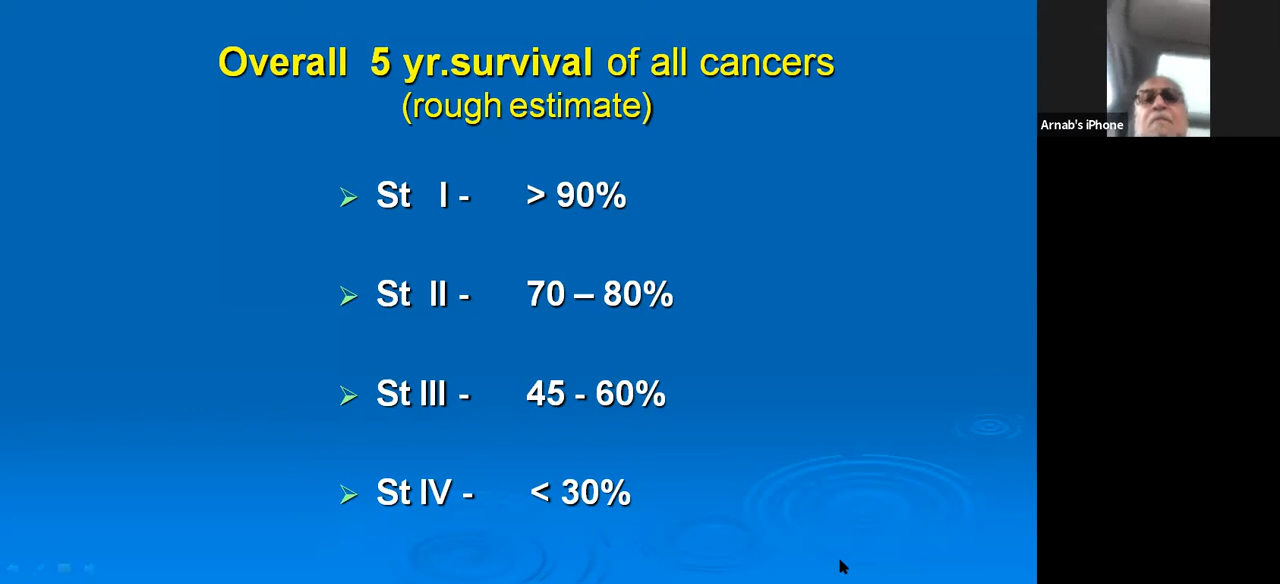 Overall 5 yr.survival of all cancers
(rough estimate)
St I - > 90%
St II - 70 – 80%
St III - 45 - 60%
St IV - < 30%
Arnab's iPhone